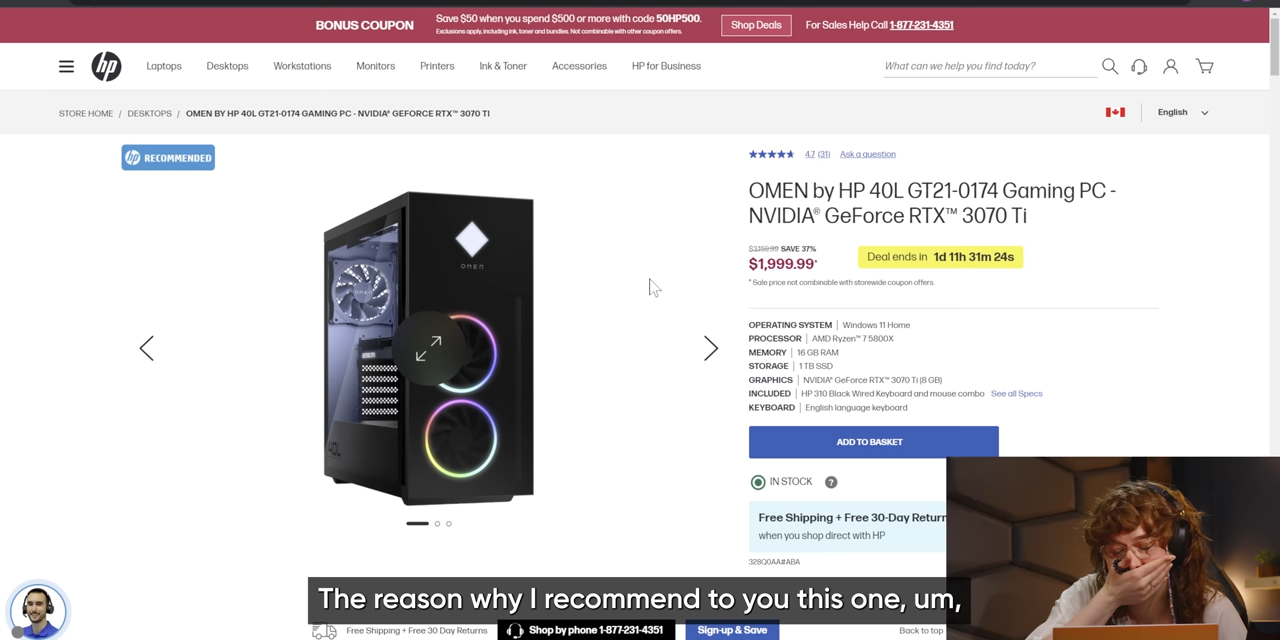 BONUS COUPON
Save $50 when you spend $500 or more with code 50HP500.
Exclusions apply, including ink, toner and bundles. Not combinable with other coupon offers.
Shop Deals
For Sales Help Call 1-877-231-4351
hp
Laptops
Desktops
Workstations
Monitors
Printers
Ink & Toner
Accessories
HP for Business
What can we help you find today?
STORE HOME / DESKTOPS / OMEN BY HP 40L GT21-0174 GAMING PC - NVIDIA® GEFORCE RTX™ 3070 TI
English
hp RECOMMENDED
4.7 (31) Ask a question
OMEN by HP 40L GT21-0174 Gaming PC -
NVIDIA® GeForce RTX™ 3070 Ti
$3,159.99 SAVE 37%
$1,999.99*
Deal ends in 1d 11h 31m 24s
* Sale price not combinable with storewide coupon offers.
OPERATING SYSTEM | Windows 11 Home
PROCESSOR | AMD Ryzen™ 7 5800X
MEMORY | 16 GB RAM
STORAGE | 1 TB SSD
GRAPHICS | NVIDIA® GeForce RTX™ 3070 Ti (8 GB)
INCLUDED | HP 310 Black Wired Keyboard and mouse combo See all Specs
KEYBOARD | English language keyboard
OMEN
OMEN
40L
ADD TO BASKET
IN STOCK ?
Free Shipping + Free 30-Day Return
when you shop direct with HP
328Q0AA#ABA
The reason why I recommend to you this one, um,
Free Shipping + Free 30 Day Returns
Shop by phone 1-877-231-4351
Sign-up & Save
Back to top